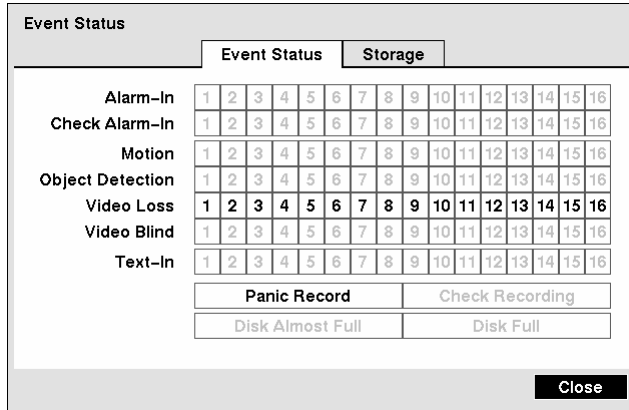 Event Status
Event Status Storage
Alarm-In 1 2 3 4 5 6 7 8 9 10 11 12 13 14 15 16
Check Alarm-In 1 2 3 4 5 6 7 8 9 10 11 12 13 14 15 16
Motion 1 2 3 4 5 6 7 8 9 10 11 12 13 14 15 16
Object Detection 1 2 3 4 5 6 7 8 9 10 11 12 13 14 15 16
Video Loss 1 2 3 4 5 6 7 8 9 10 11 12 13 14 15 16
Video Blind 1 2 3 4 5 6 7 8 9 10 11 12 13 14 15 16
Text-In 1 2 3 4 5 6 7 8 9 10 11 12 13 14 15 16
Panic Record Check Recording
Disk Almost Full Disk Full
Close